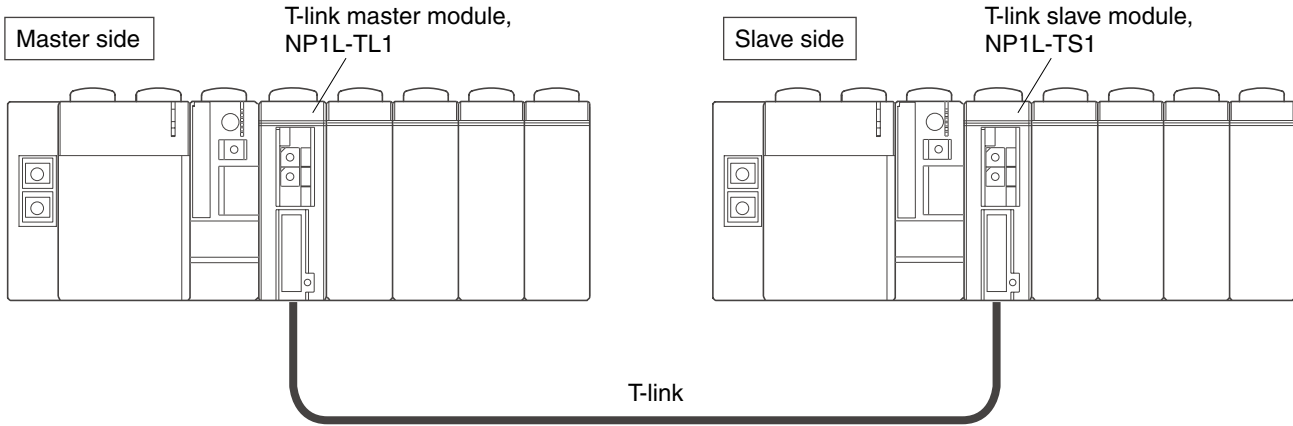 Master side
T-link master module,
NP1L-TL1
Slave side
T-link slave module,
NP1L-TS1
T-link